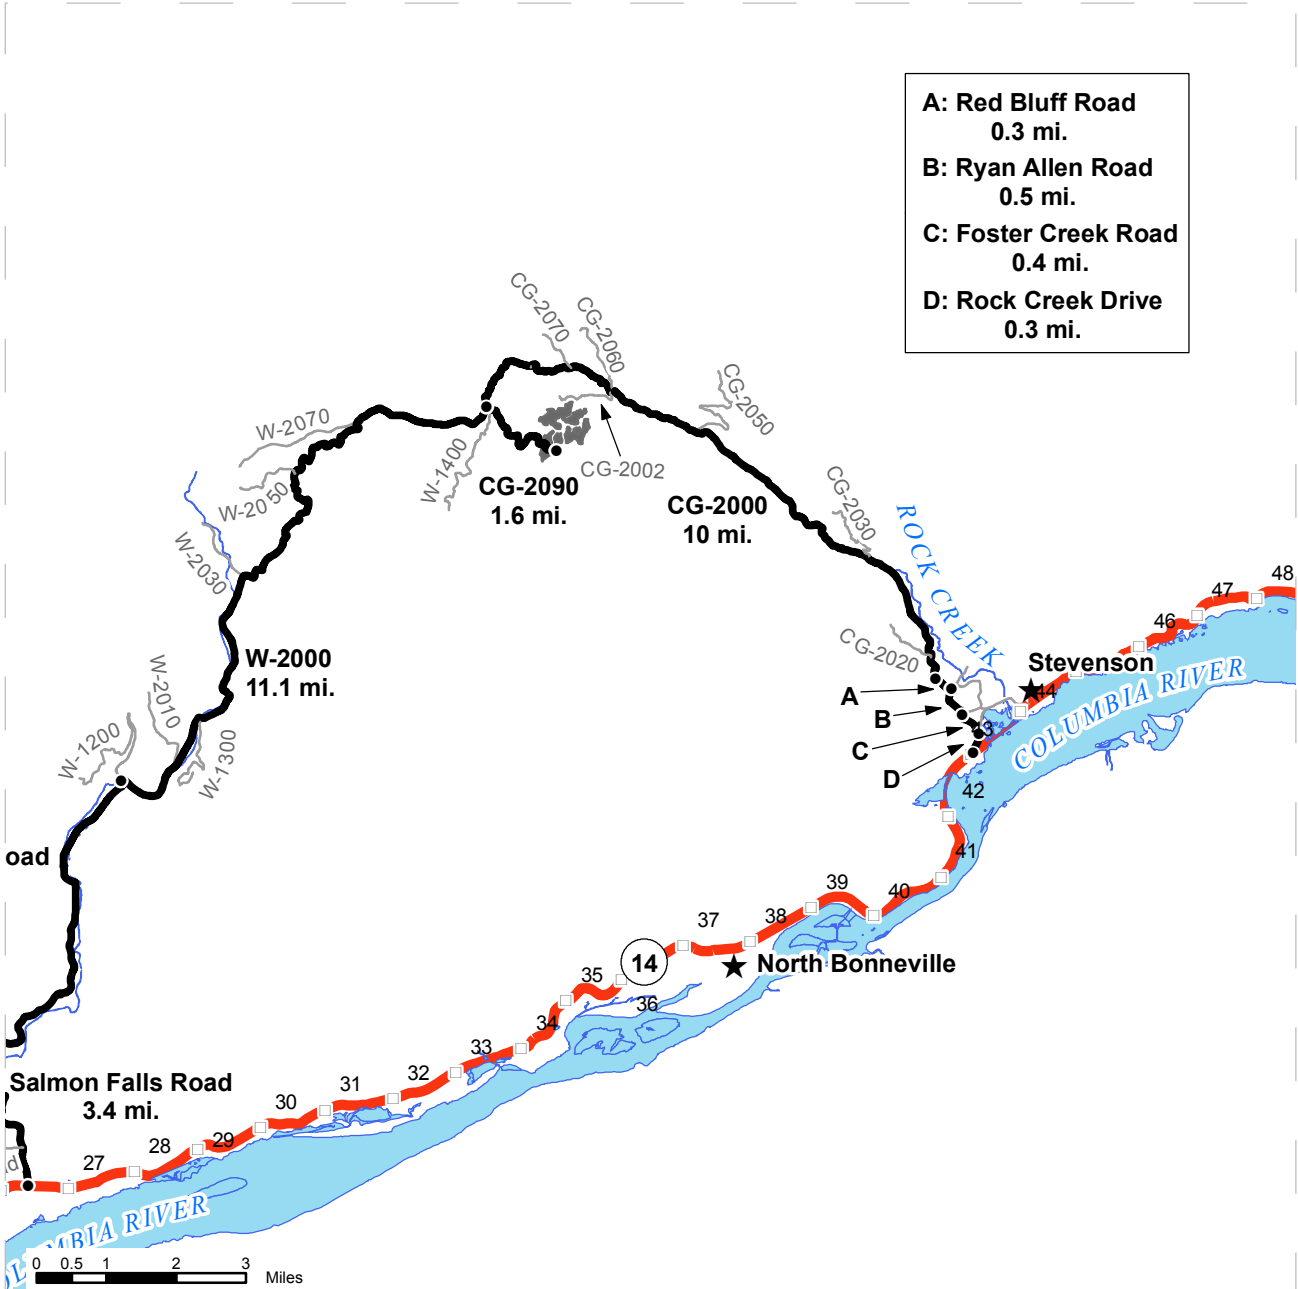 A: Red Bluff Road
0.3 mi.
B: Ryan Allen Road
0.5 mi.
C: Foster Creek Road
0.4 mi.
D: Rock Creek Drive
0.3 mi.
CG-2070
CG-2060
CG-2050
W-2070
W-1400
CG-2002
CG-2090
1.6 mi.
CG-2000
10 mi.
CG-2030
W-2050
W-2030
ROCK CREEK
48
47
46
CG-2020
Stevenson
44
COLUMBIA RIVER
W-2000
11.1 mi.
W-2010
W-1200
W-1300
A
B
C
D
42
41
oad
39
40
38
37
14
North Bonneville
35
36
34
33
32
31
30
29
28
27
Salmon Falls Road
3.4 mi.
COLUMBIA RIVER
0 0.5 1 2 3
Miles